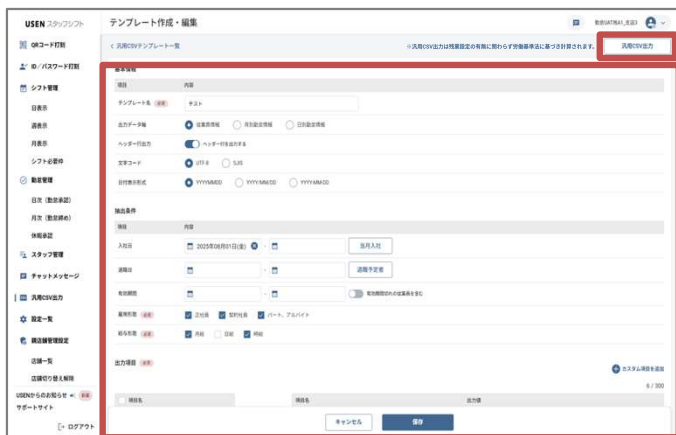 USEN スタッフシフト
テンプレート作成・編集
QRコード打刻
ID/パスワード打刻
シフト管理
日表示
週表示
月表示
シフト必要枠
勤怠管理
日次（勤怠承認）
月次（勤怠締め）
休暇承認
スタッフ管理
チャットメッセージ
汎用CSV出力
設定一覧
親店舗管理設定
店舗一覧
店舗切り替え解除
USENからのお知らせ
サポートサイト
ログアウト
< 汎用CSVテンプレート一覧
※汎用CSV出力は残業設定の有無に関わらず労働基準法に基づき計算されます。
汎用CSV出力
基本情報
項目 内容
テンプレート名 必須 テスト
出力データ軸 従業員情報 月別勤怠情報 日別勤怠情報
ヘッダー行出力 ヘッダー行を出力する
文字コード UTF-8 SJIS
日付表示形式 YYYYMMDD YYYY/MM/DD YYYY-MM-DD
抽出条件
項目 内容
入社日 2025年08月01日(金) - 当月入社
退職日 - 退職予定者
有効期間 - 有効期間切れの従業員を含む
雇用形態 必須 正社員 契約社員 パート、アルバイト
給与形態 必須 月給 日給 時給
出力項目 必須
カスタム項目を追加
6 / 300
項目名 項目名 出力値
キャンセル 保存